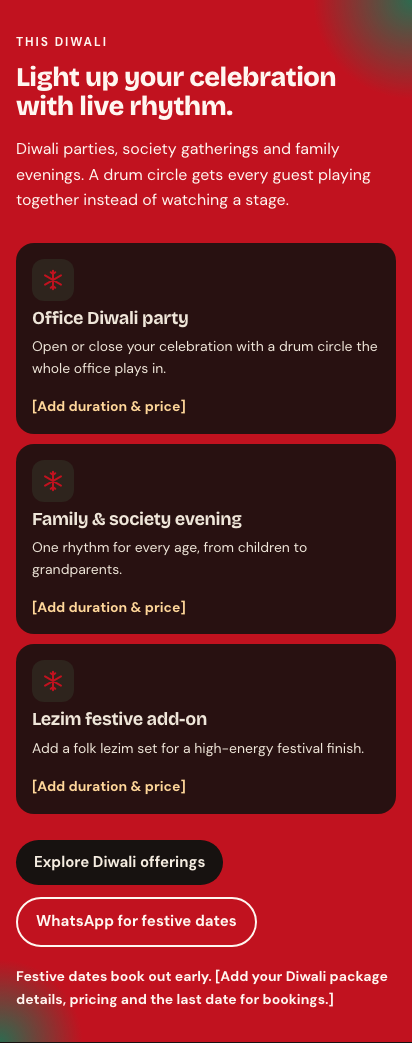 THIS DIWALI
Light up your celebration
with live rhythm.
Diwali parties, society gatherings and family
evenings. A drum circle gets every guest playing
together instead of watching a stage.
Office Diwali party
Open or close your celebration with a drum circle the
whole office plays in.
[Add duration & price]
Family & society evening
One rhythm for every age, from children to
grandparents.
[Add duration & price]
Lezim festive add-on
Add a folk lezim set for a high-energy festival finish.
[Add duration & price]
Explore Diwali offerings
WhatsApp for festive dates
Festive dates book out early. [Add your Diwali package
details, pricing and the last date for bookings.]